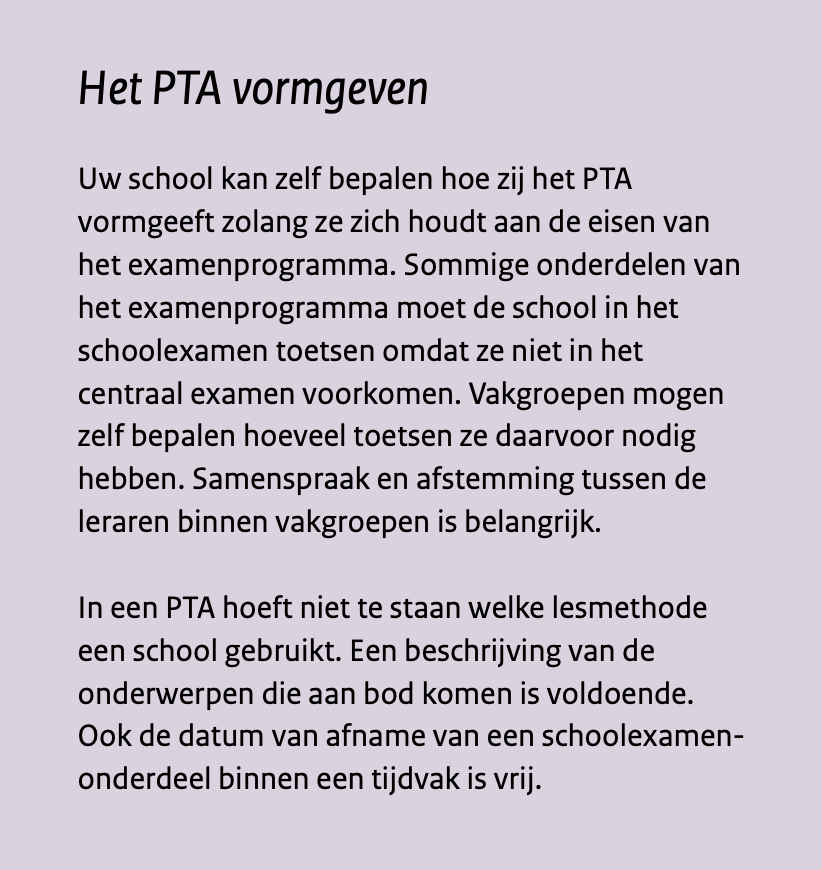 Het PTA vormgeven
Uw school kan zelf bepalen hoe zij het PTA
vormgeeft zolang ze zich houdt aan de eisen van
het examenprogramma. Sommige onderdelen van
het examenprogramma moet de school in het
schoolexamen toetsen omdat ze niet in het
centraal examen voorkomen. Vakgroepen mogen
zelf bepalen hoeveel toetsen ze daarvoor nodig
hebben. Samenspraak en afstemming tussen de
leraren binnen vakgroepen is belangrijk.
In een PTA hoeft niet te staan welke lesmethode
een school gebruikt. Een beschrijving van de
onderwerpen die aan bod komen is voldoende.
Ook de datum van afname van een schoolexamen-
onderdeel binnen een tijdvak is vrij.